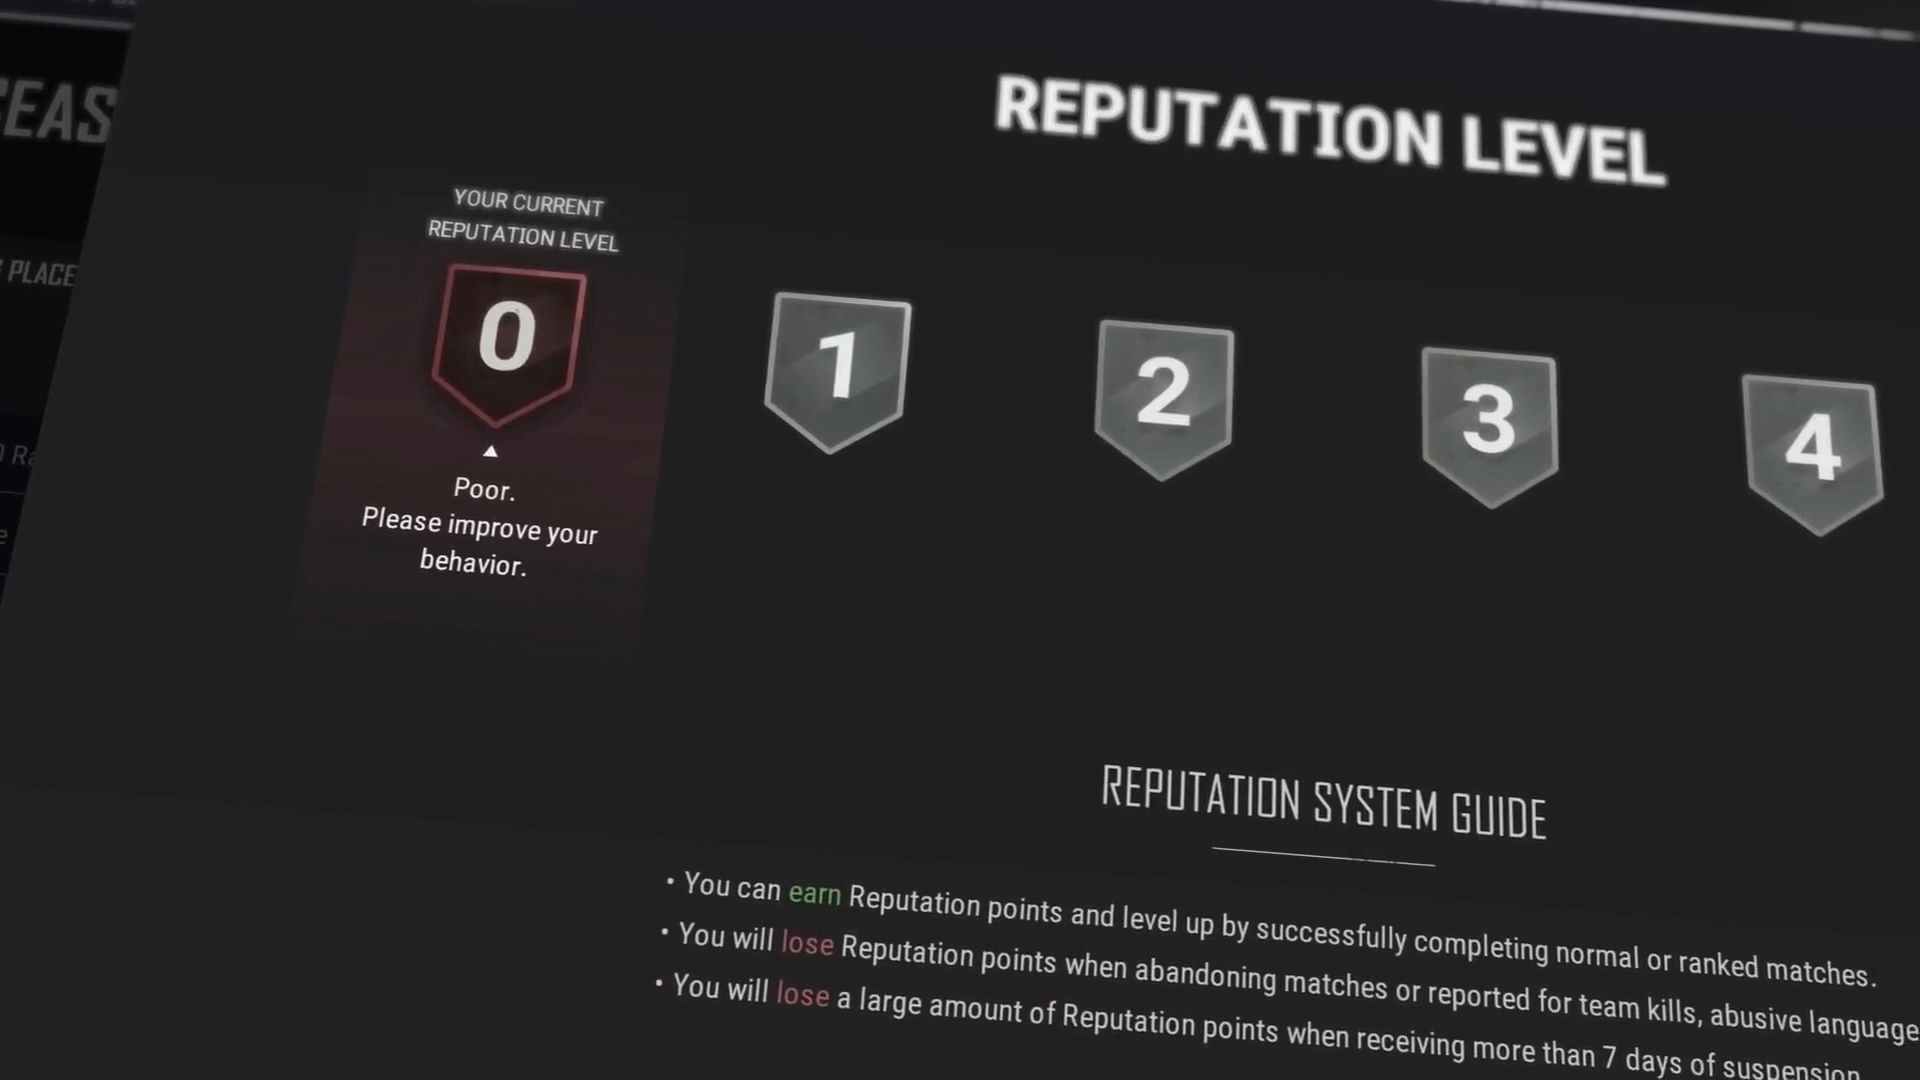 REPUTATION LEVEL
YOUR CURRENT
REPUTATION LEVEL
0
1
2
3
4
Poor.
Please improve your
behavior.
REPUTATION SYSTEM GUIDE
• You can earn Reputation points and level up by successfully completing normal or ranked matches.
• You will lose Reputation points when abandoning matches or reported for team kills, abusive language
• You will lose a large amount of Reputation points when receiving more than 7 days of suspension
PLACE